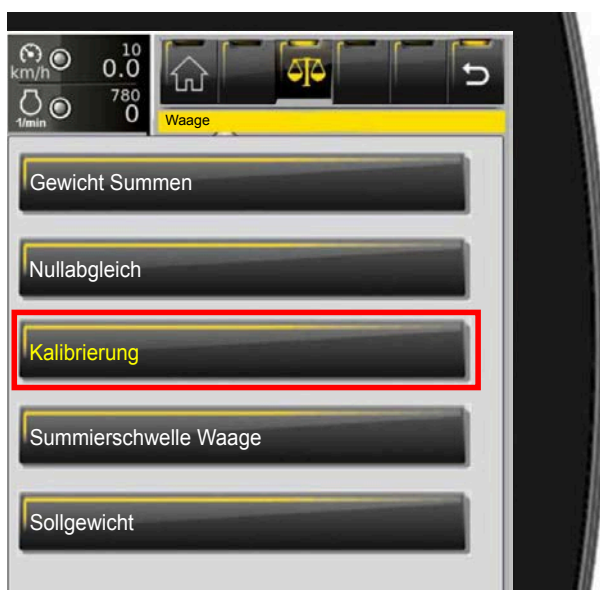 km/h 10
0.0
1/min 780
0
Waage
Gewicht Summen
Nullabgleich
Kalibrierung
Summierschwelle Waage
Sollgewicht